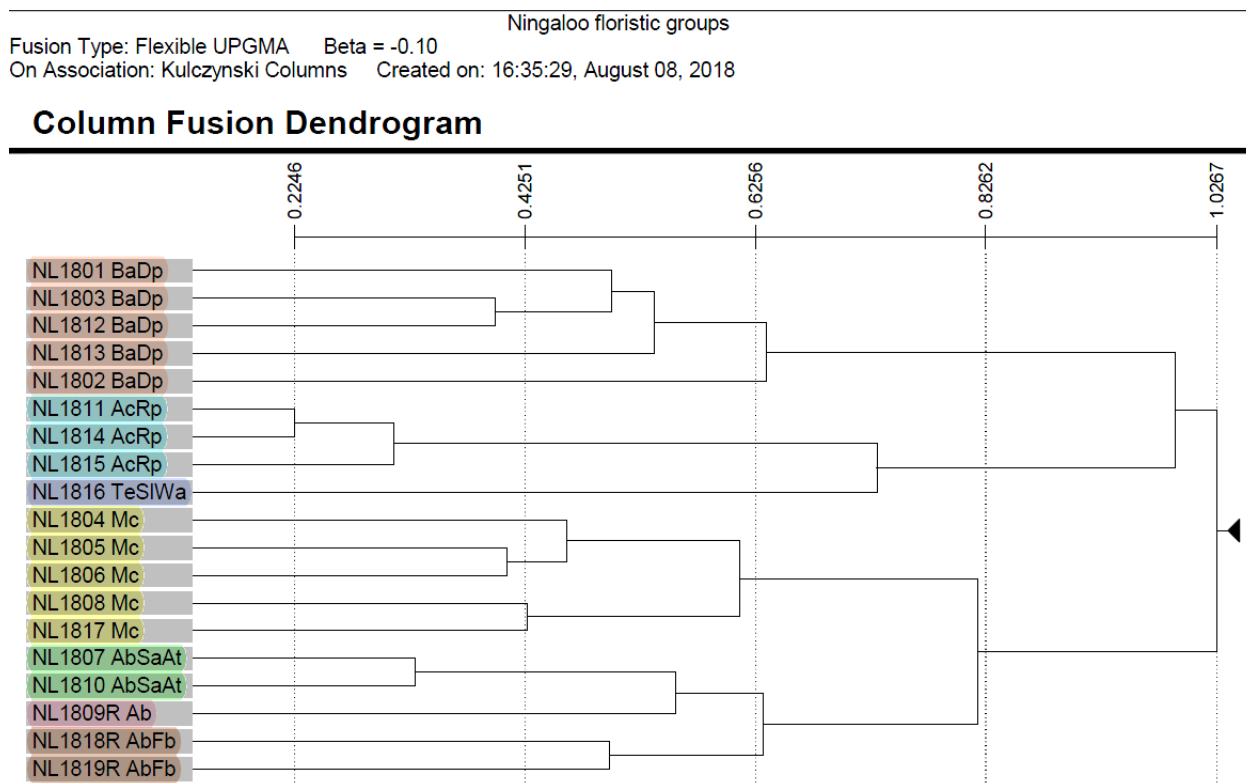 Ningaloo floristic groups
Fusion Type: Flexible UPGMA Beta = -0.10
On Association: Kulczynski Columns Created on: 16:35:29, August 08, 2018
Column Fusion Dendrogram
0.2246 0.4251 0.6256 0.8262 1.0267
NL1801 BaDp
NL1803 BaDp
NL1812 BaDp
NL1813 BaDp
NL1802 BaDp
NL1811 AcRp
NL1814 AcRp
NL1815 AcRp
NL1816 TeSlWa
NL1804 Mc
NL1805 Mc
NL1806 Mc
NL1808 Mc
NL1817 Mc
NL1807 AbSaAt
NL1810 AbSaAt
NL1809R Ab
NL1818R AbFb
NL1819R AbFb